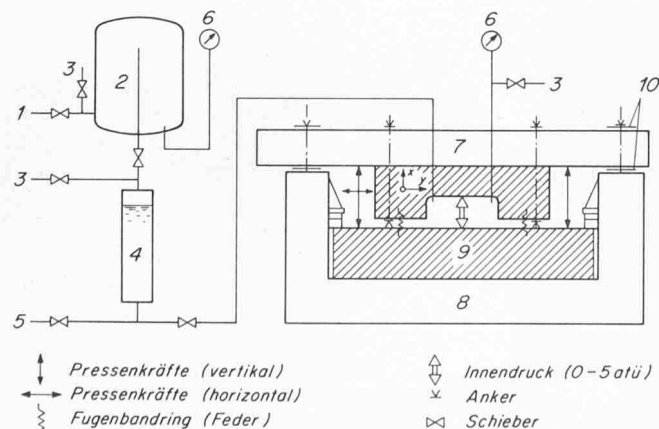 6
6
3
2
3
10
1
7
x
y
3
4
9
5
8
Pressenkräfte (vertikal)
Innendruck (0-5 atü)
Pressenkräfte (horizontal)
Anker
Fugenbandring (Feder)
Schieber